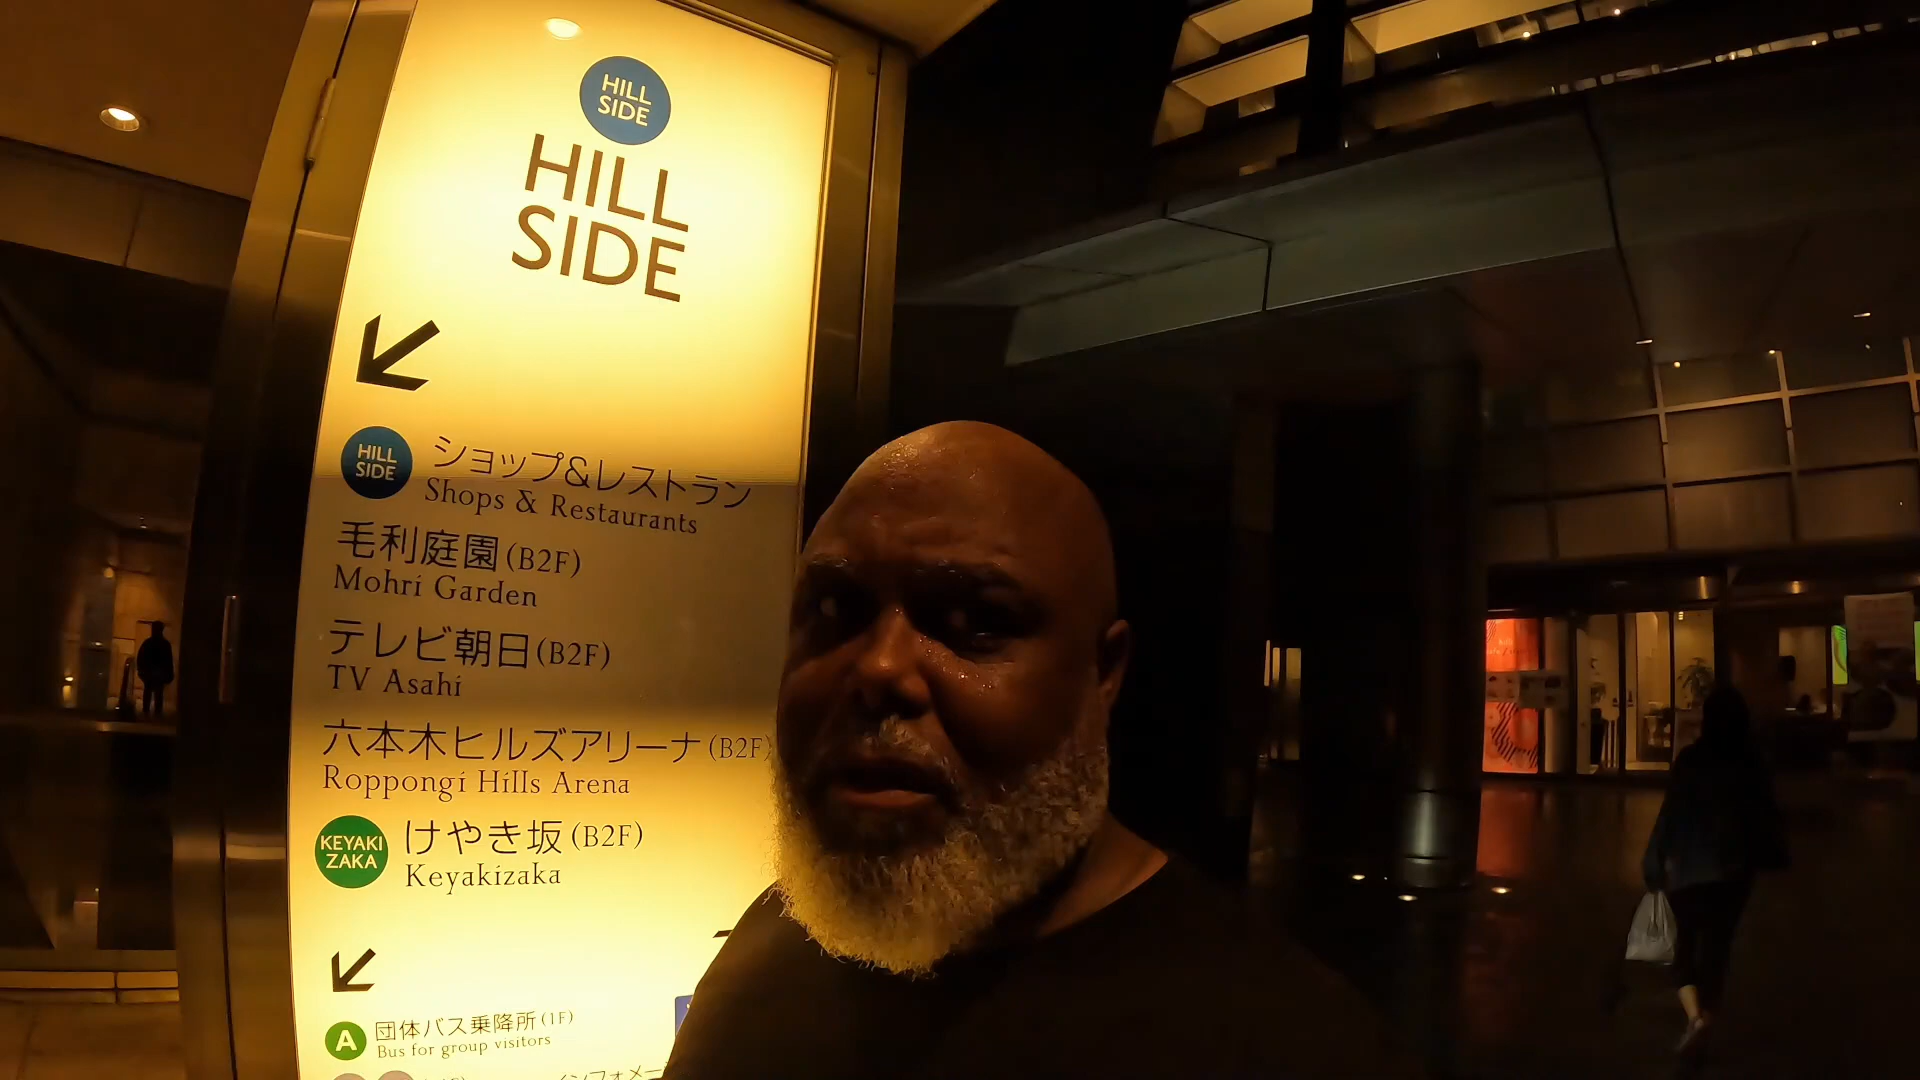 HILL
SIDE
HILL
SIDE
HILL
SIDE
ショップ&レストラン
Shops & Restaurants
毛利庭園(B2F)
Mohri Garden
テレビ朝日(B2F)
TV Asahi
六本木ヒルズアリーナ(B2F)
Roppongi Hills Arena
KEYAKI
ZAKA
けやき坂(B2F)
Keyakizaka
A
団体バス乗降所(1F)
Bus for group visitors